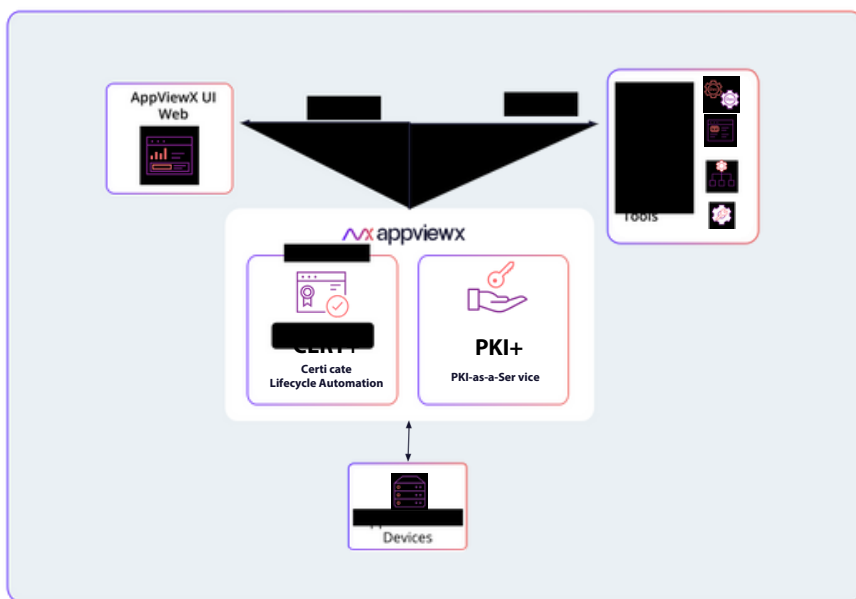 AppViewX UI
Web
Tools
appviewx
CERT+
Certi cate
Lifecycle Automation
PKI+
PKI-as-a-Ser vice
Devices